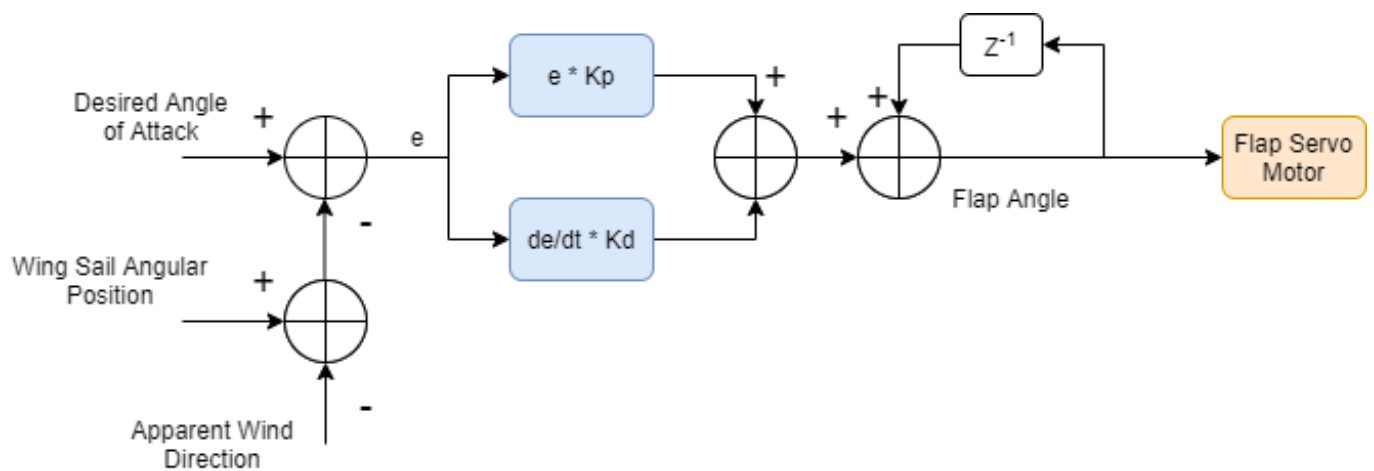 Desired Angle
of Attack
+
-
e
Wing Sail Angular
Position
+
-
Apparent Wind
Direction
e * Kp
de/dt * Kd
+
+
+
Z⁻¹
Flap Angle
Flap Servo
Motor